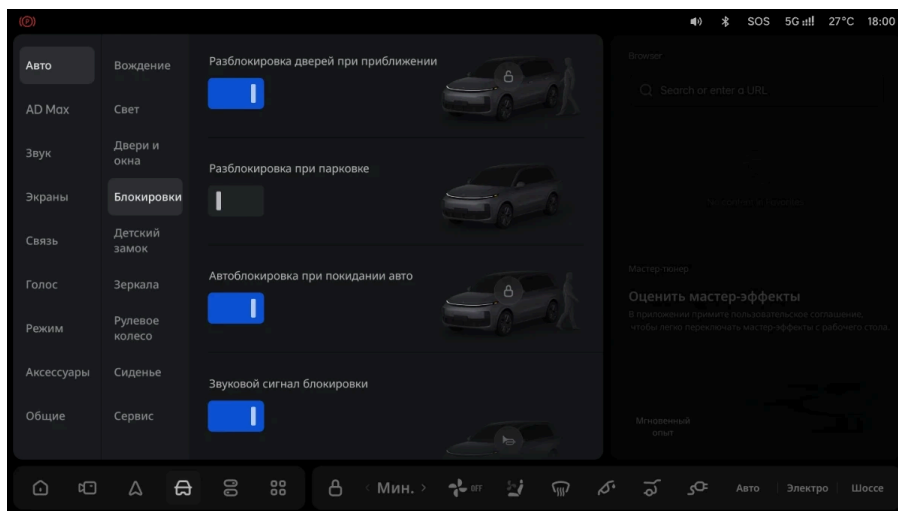 (P)
SOS 5G 27°C 18:00
Авто
AD Max
Звук
Экраны
Связь
Голос
Режим
Аксессуары
Общие
Вождение
Свет
Двери и
окна
Блокировки
Детский
замок
Зеркала
Рулевое
колесо
Сиденье
Сервис
Разблокировка дверей при приближении
Разблокировка при парковке
Автоблокировка при покидании авто
Звуковой сигнал блокировки
Browser
Search or enter a URL
Мастер-тюнер
Оценить мастер-эффекты
В приложении примите пользовательское соглашение,
чтобы легко переключать мастер-эффекты с рабочего стола.
Мгновенный
опыт
< Мин. > OFF Авто Электро Шоссе